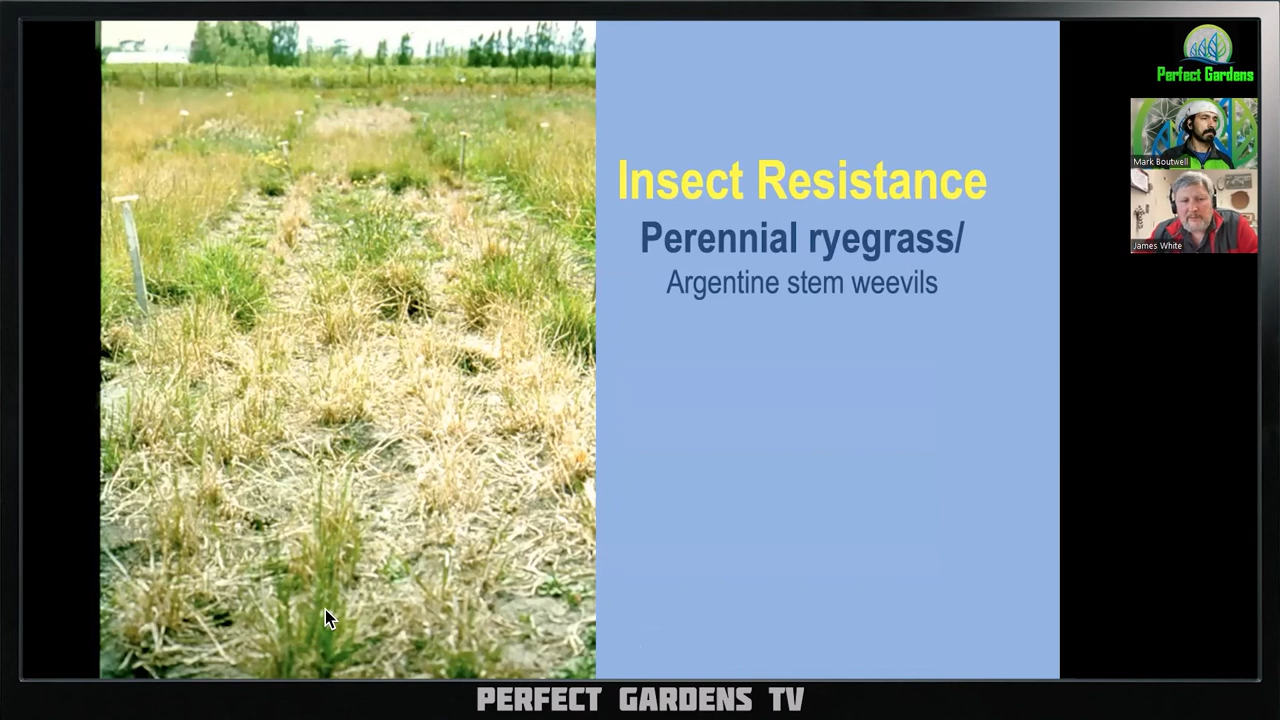 Insect Resistance
Perennial ryegrass/
Argentine stem weevils
Perfect Gardens
Mark Boutwell
James White
PERFECT GARDENS TV